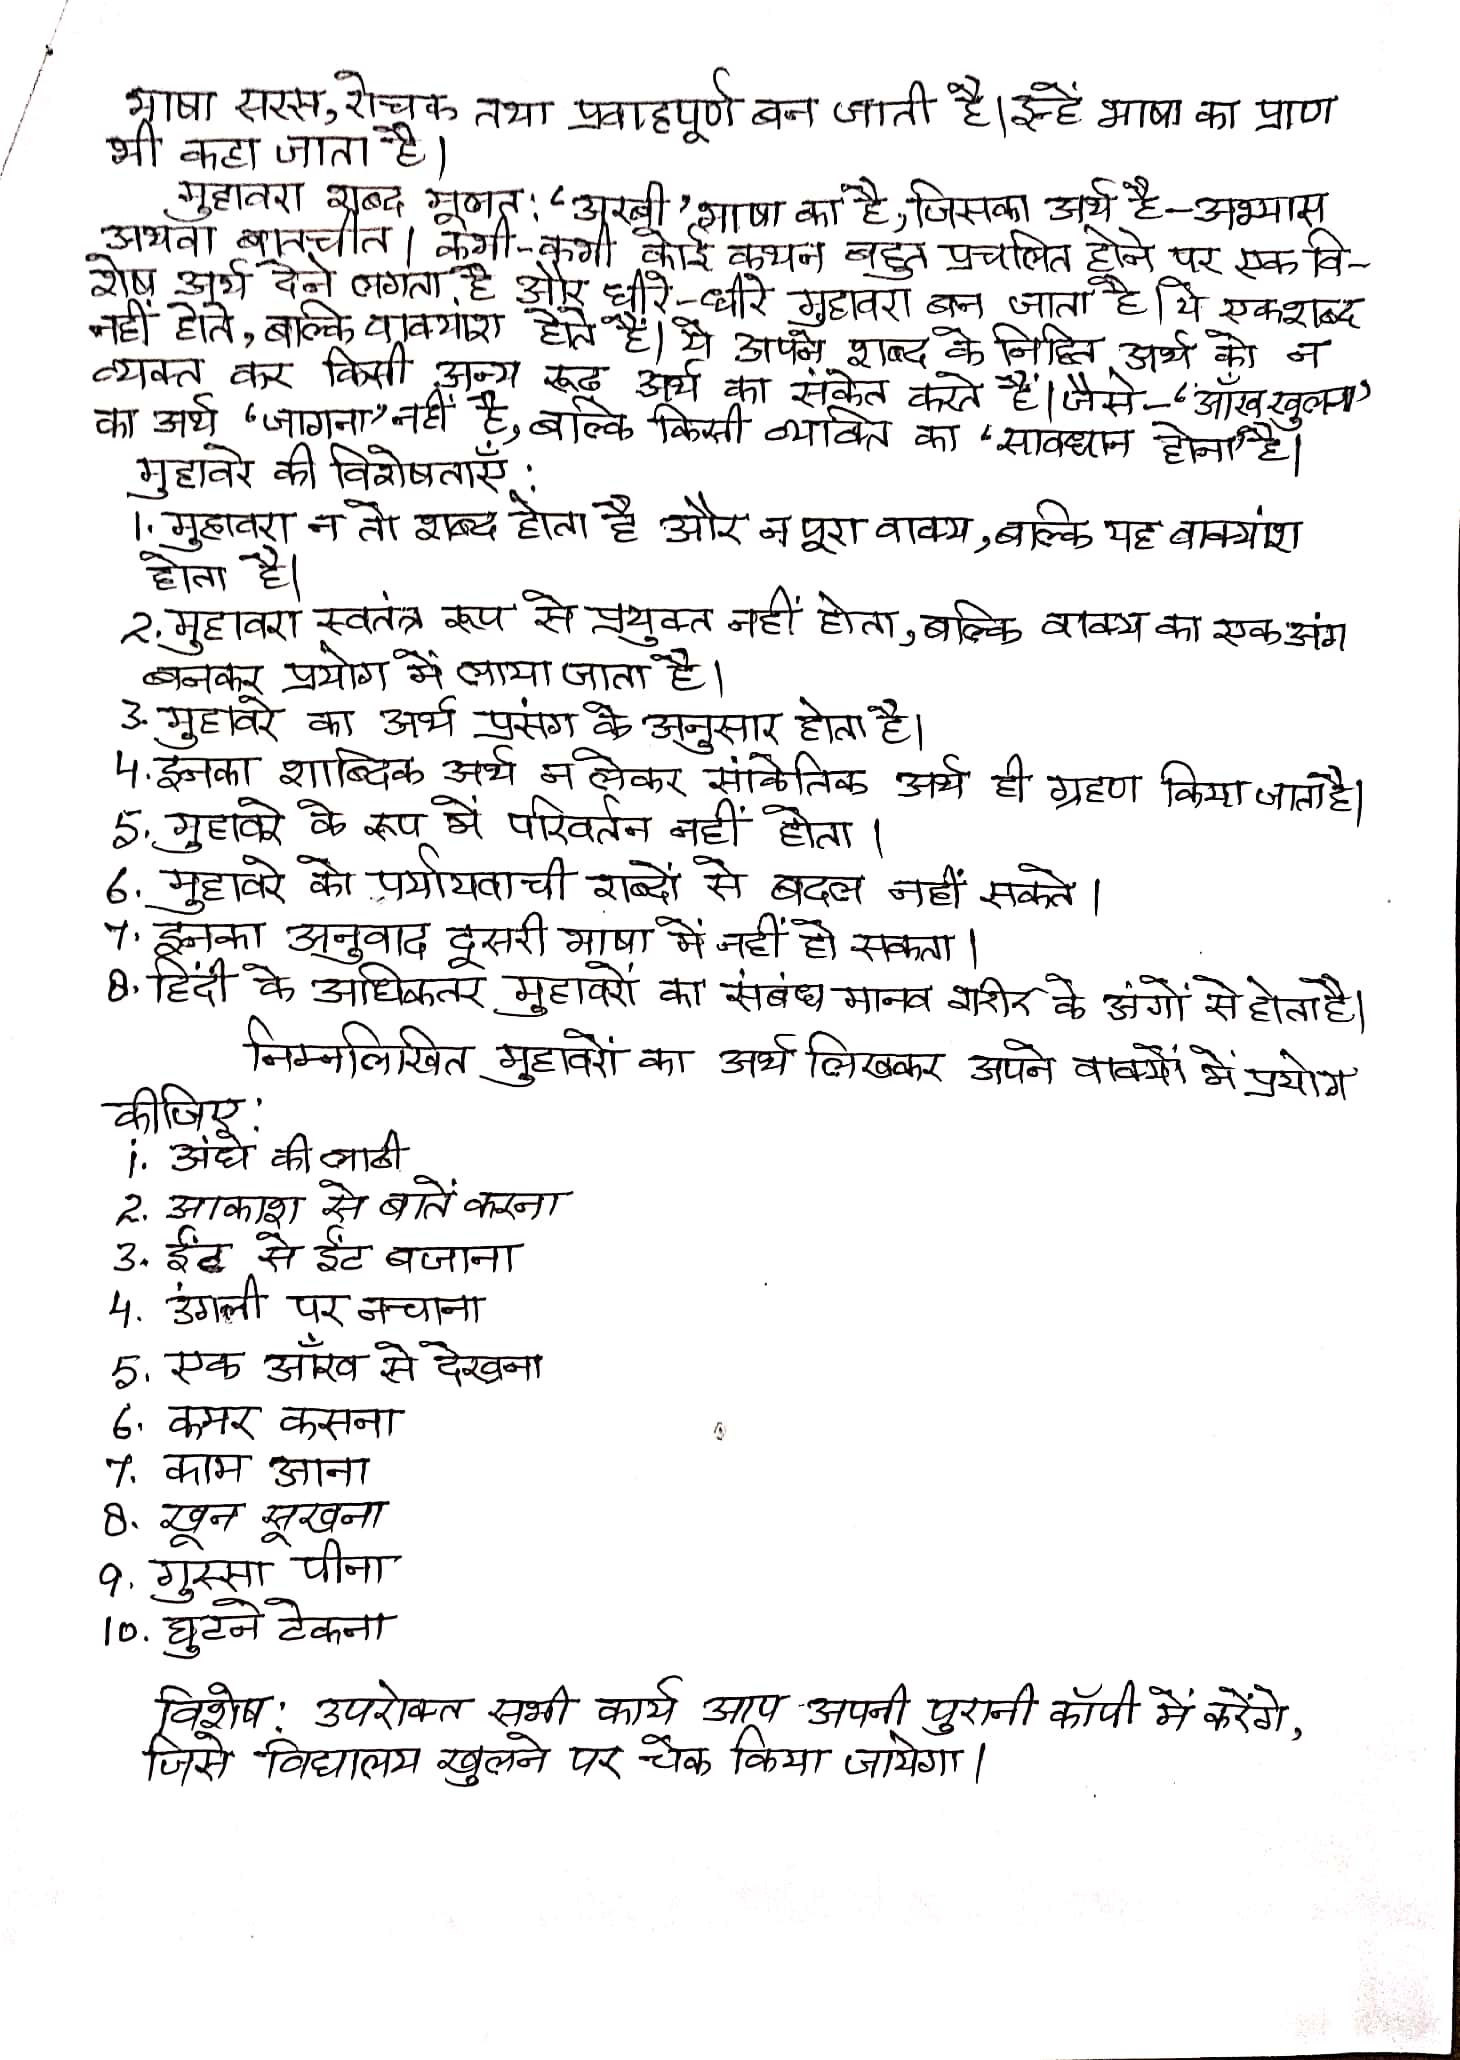 भाषा सरस, रोचक तथा प्रवाहपूर्ण बन जाती है। इन्हें भाषा का प्राण
भी कहा जाता है।
मुहावरा शब्द मूलत: 'अरबी' भाषा का है, जिसका अर्थ है-अभ्यास
अथवा बातचीत। कभी-कभी कोई कथन बहुत प्रचलित होने पर एक वि-
शेष अर्थ देने लगता है और धीरे-धीरे मुहावरा बन जाता है। ये एक शब्द
नहीं होते, बल्कि वाक्यांश होते हैं। ये अपने शब्द के निहित अर्थ को न
व्यक्त कर किसी अन्य रूढ़ अर्थ का संकेत करते हैं। जैसे-'आँख खुलना'
का अर्थ 'जागना' नहीं है, बल्कि किसी व्यक्ति का 'सावधान होना' है।
मुहावरे की विशेषताएँ:
1. मुहावरा न तो शब्द होता है और न पूरा वाक्य, बल्कि यह वाक्यांश
होता है।
2. मुहावरा स्वतंत्र रूप से प्रयुक्त नहीं होता, बल्कि वाक्य का एक अंग
बनकर प्रयोग में लाया जाता है।
3. मुहावरे का अर्थ प्रसंग के अनुसार होता है।
4. इनका शाब्दिक अर्थ न लेकर सांकेतिक अर्थ ही ग्रहण किया जाता है।
5. मुहावरे के रूप में परिवर्तन नहीं होता।
6. मुहावरे को पर्यायवाची शब्दों से बदल नहीं सकते।
7. इनका अनुवाद दूसरी भाषा में नहीं हो सकता।
8. हिंदी के अधिकतर मुहावरों का संबंध मानव शरीर के अंगों से होता है।
निम्नलिखित मुहावरों का अर्थ लिखकर अपने वाक्यों में प्रयोग
कीजिए:
1. अंधे की लाठी
2. आकाश से बातें करना
3. ईंट से ईंट बजाना
4. उंगली पर नचाना
5. एक आँख से देखना
6. कमर कसना
7. काम आना
8. खून सूखना
9. गुस्सा पीना
10. घुटने टेकना
विशेष: उपरोक्त सभी कार्य आप अपनी पुरानी कॉपी में करेंगे,
जिसे विद्यालय खुलने पर चेक किया जायेगा।